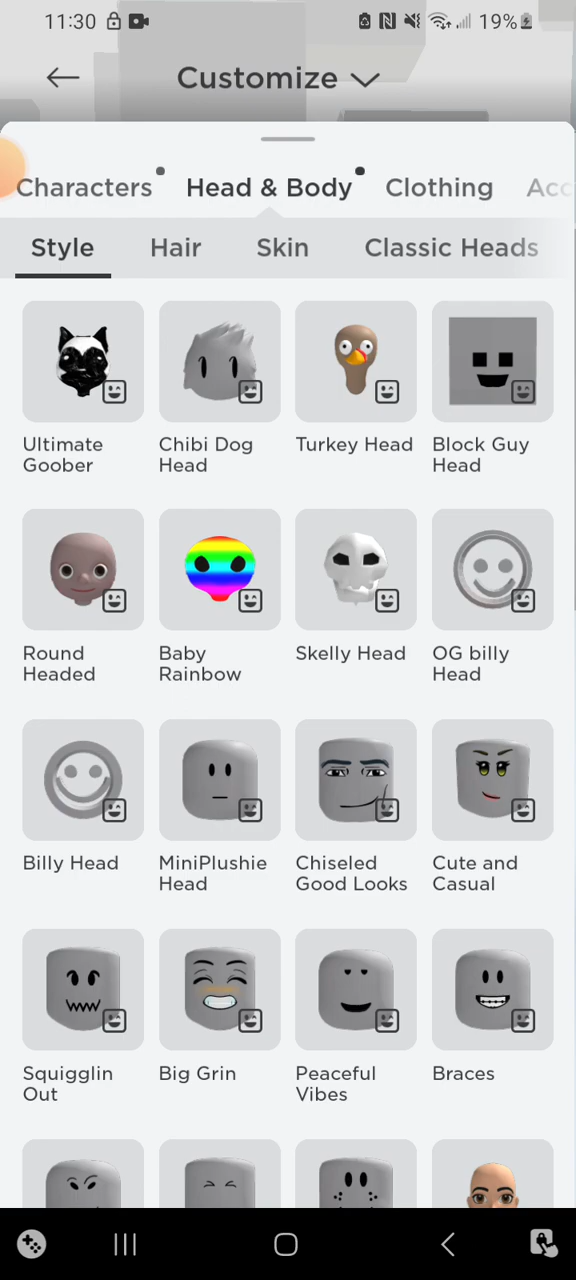 11:30 19%
Customize
Characters Head & Body Clothing Acc
Style Hair Skin Classic Heads
Ultimate Goober
Chibi Dog Head
Turkey Head
Block Guy Head
Round Headed
Baby Rainbow
Skelly Head
OG billy Head
Billy Head
MiniPlushie Head
Chiseled Good Looks
Cute and Casual
Squigglin Out
Big Grin
Peaceful Vibes
Braces